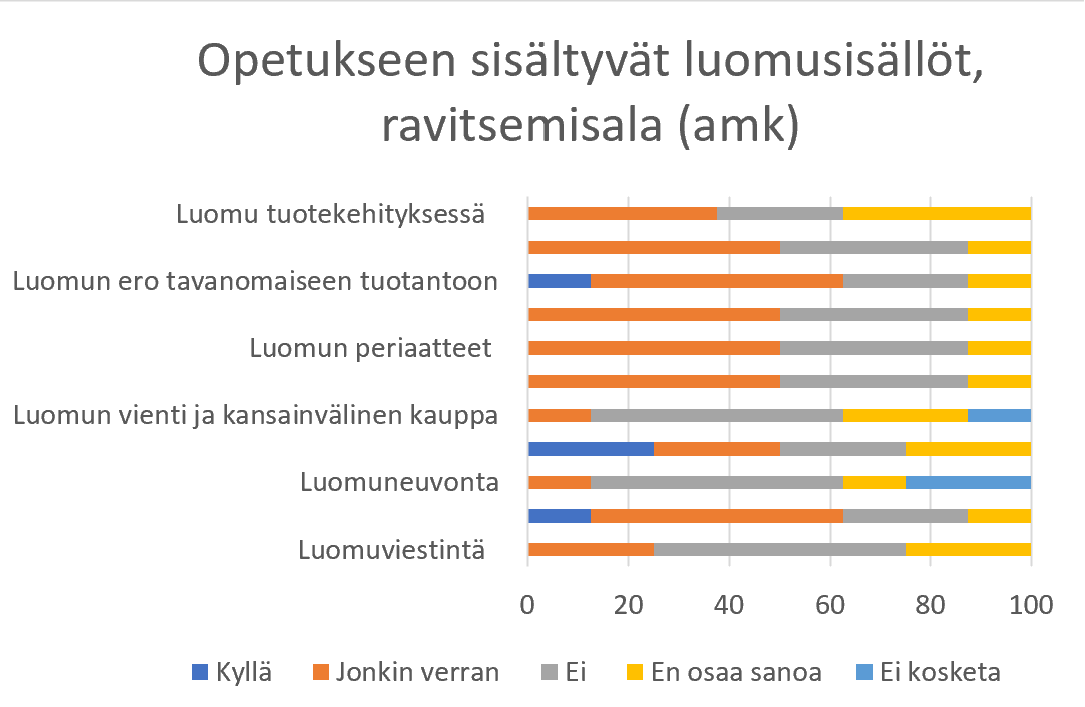 Opetukseen sisältyvät luomusisällöt,
ravitsemisala (amk)
Luomu tuotekehityksessä
Luomun ero tavanomaiseen tuotantoon
Luomun periaatteet
Luomun vienti ja kansainvälinen kauppa
Luomuneuvonta
Luomuviestintä
0 20 40 60 80 100
Kyllä Jonkin verran Ei En osaa sanoa Ei kosketa